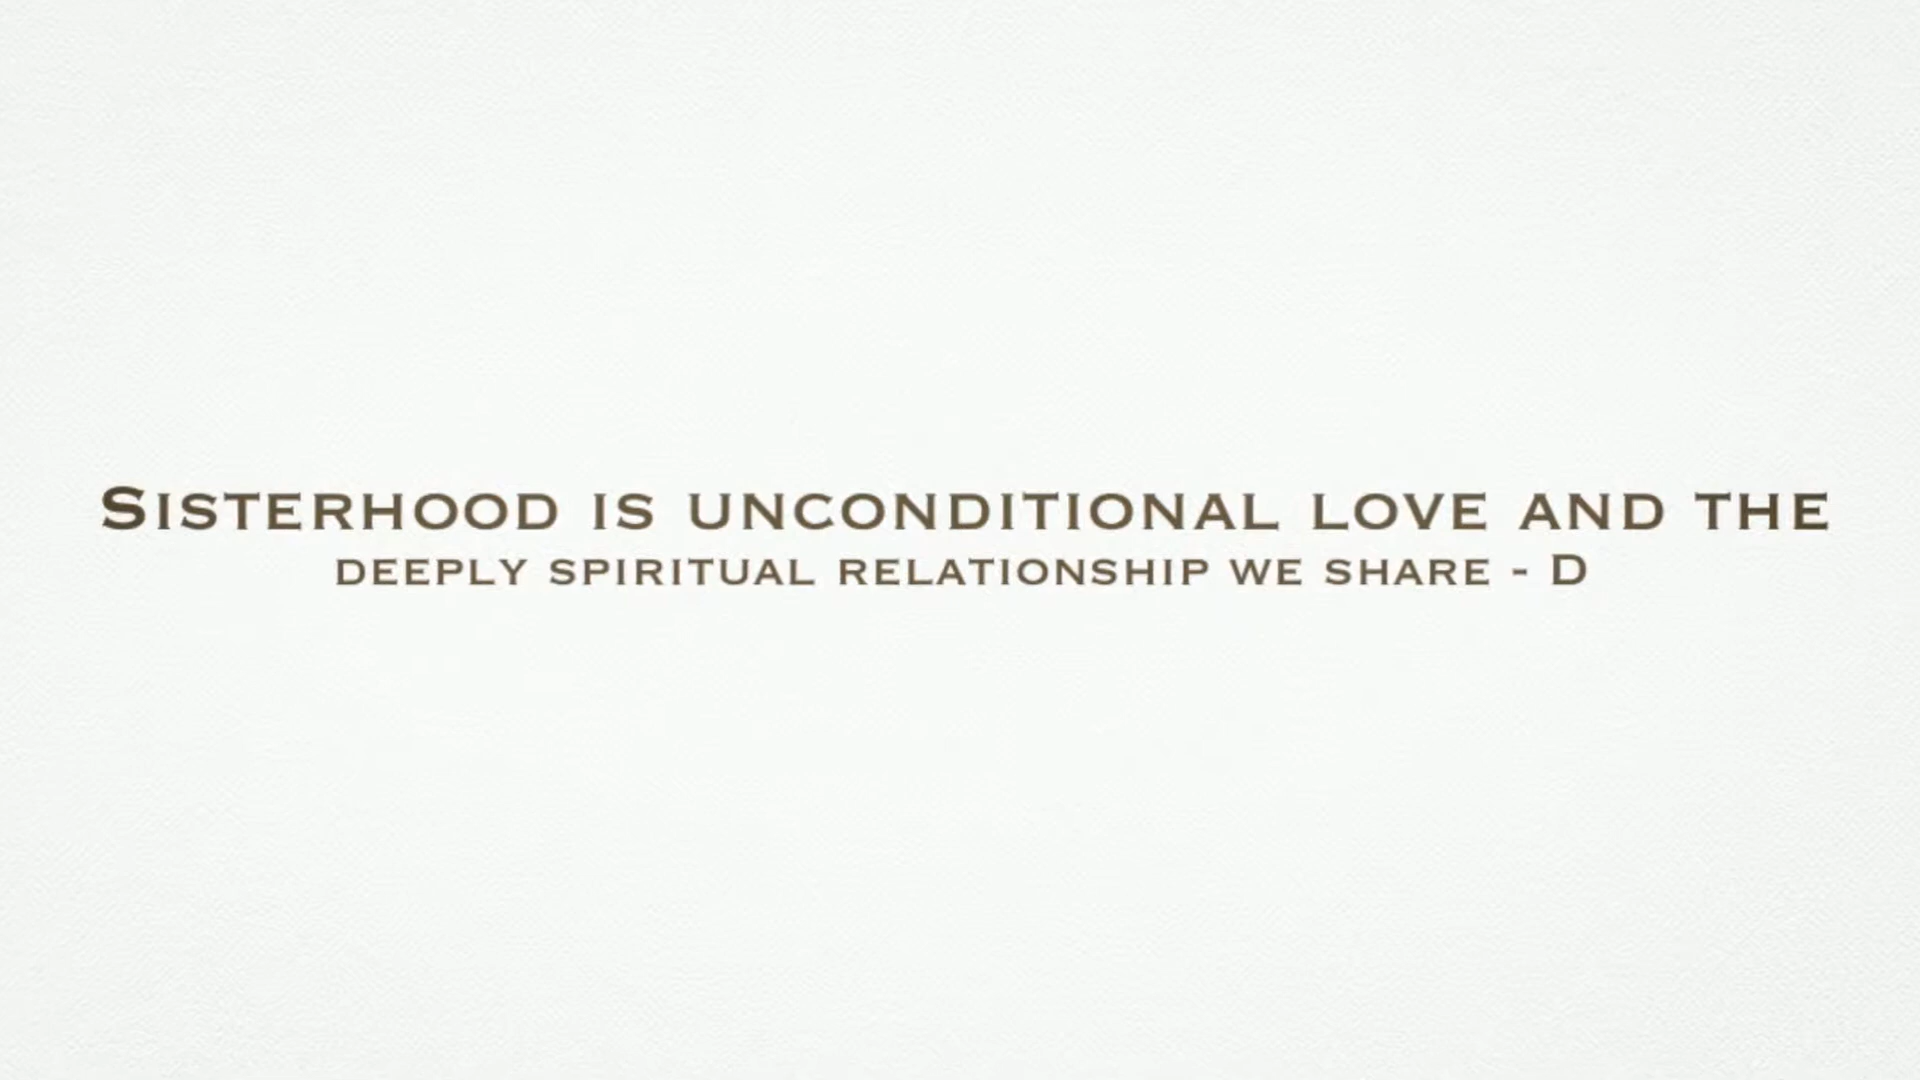 Sisterhood is unconditional love and the
deeply spiritual relationship we share - D